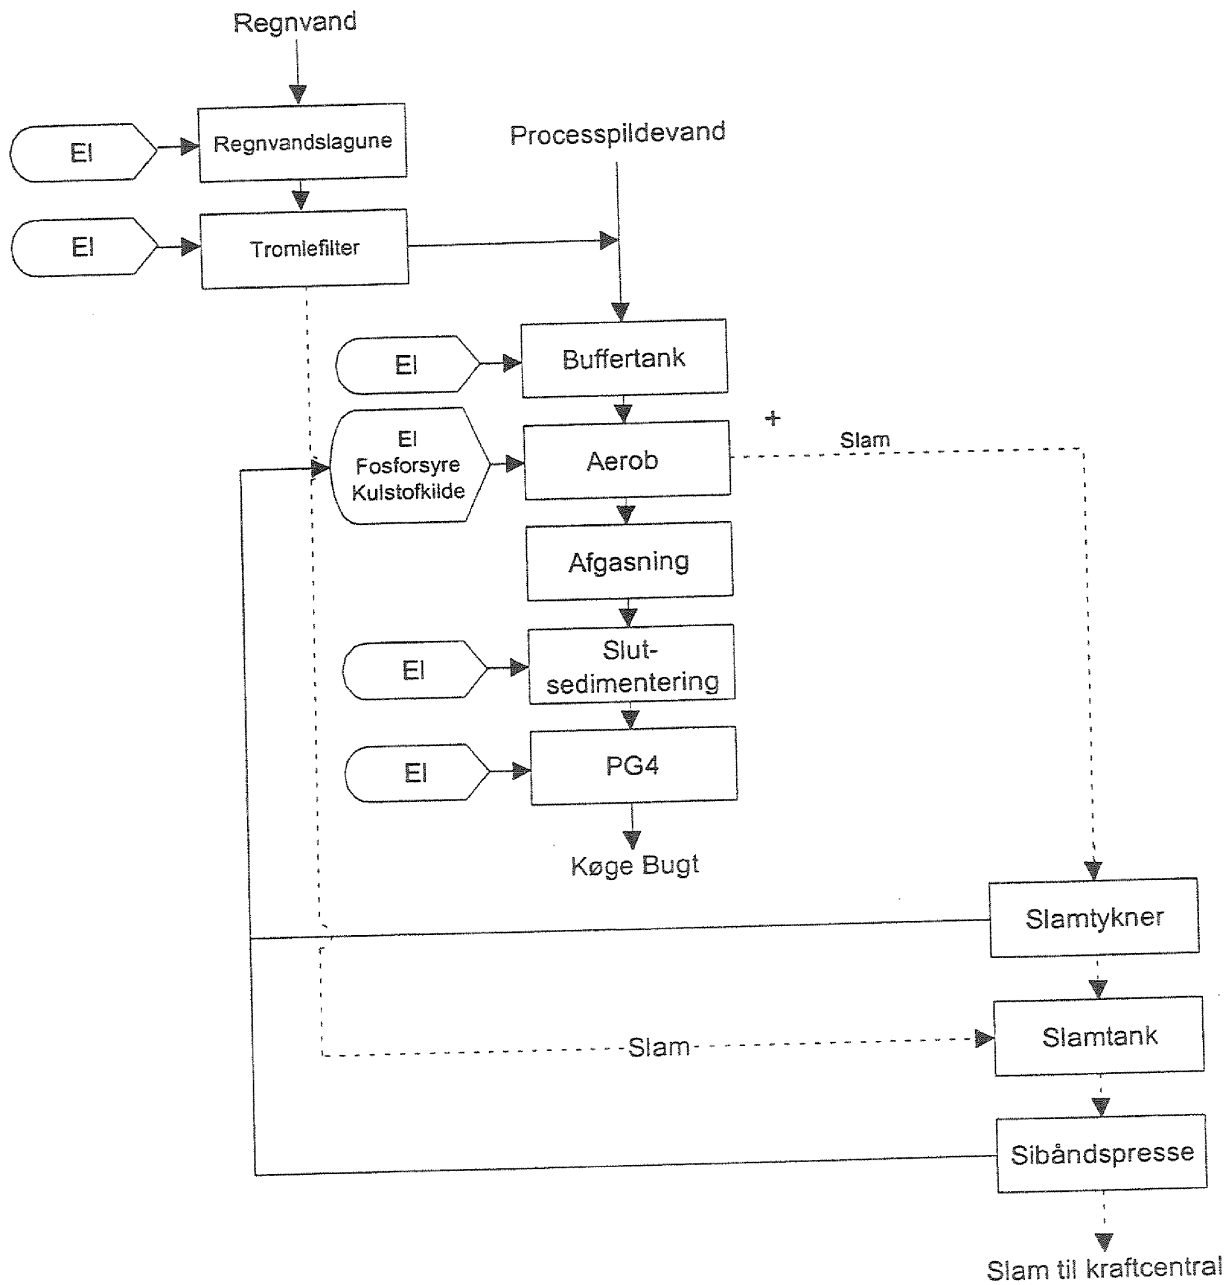 Regnvand
El
Regnvandslagune
Processpildevand
El
Tromlefilter
El
Buffertank
+
El
Fosforsyre
Kulstofkilde
Aerob
Slam
Afgasning
El
Slut-
sedimentering
El
PG4
Køge Bugt
Slamtykner
Slam
Slamtank
Sibåndspresse
Slam til kraftcentral